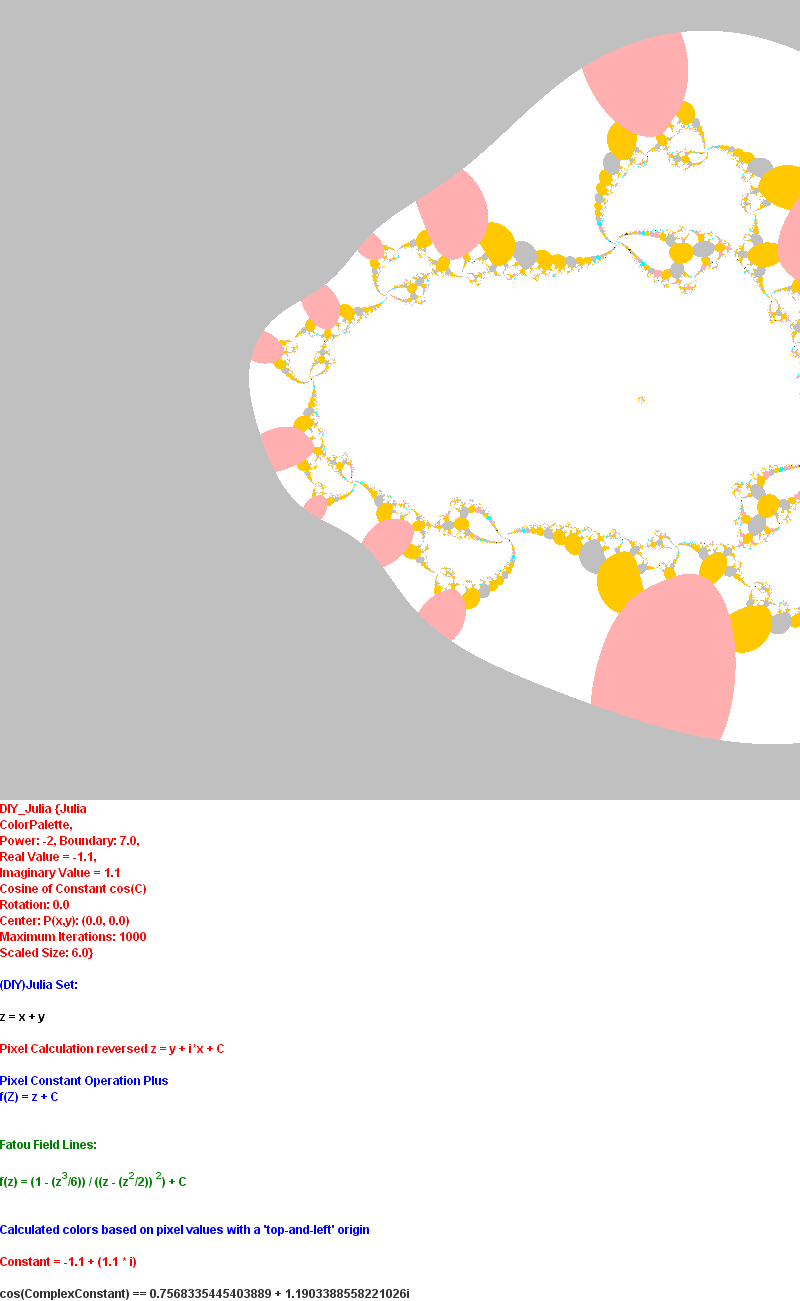 DIY_Julia {Julia
ColorPalette,
Power: -2, Boundary: 7.0,
Real Value = -1.1,
Imaginary Value = 1.1
Cosine of Constant cos(C)
Rotation: 0.0
Center: P(x,y): (0.0, 0.0)
Maximum Iterations: 1000
Scaled Size: 6.0}
(DIY)Julia Set:
z = x + y
Pixel Calculation reversed z = y + i*x + C
Pixel Constant Operation Plus
f(Z) = z + C
Fatou Field Lines:
f(z) = (1 - (z³/6)) / ((z - (z²/2)) ²) + C
Calculated colors based on pixel values with a 'top-and-left' origin
Constant = -1.1 + (1.1 * i)
cos(ComplexConstant) == 0.7568335445403889 + 1.1903388558221026i